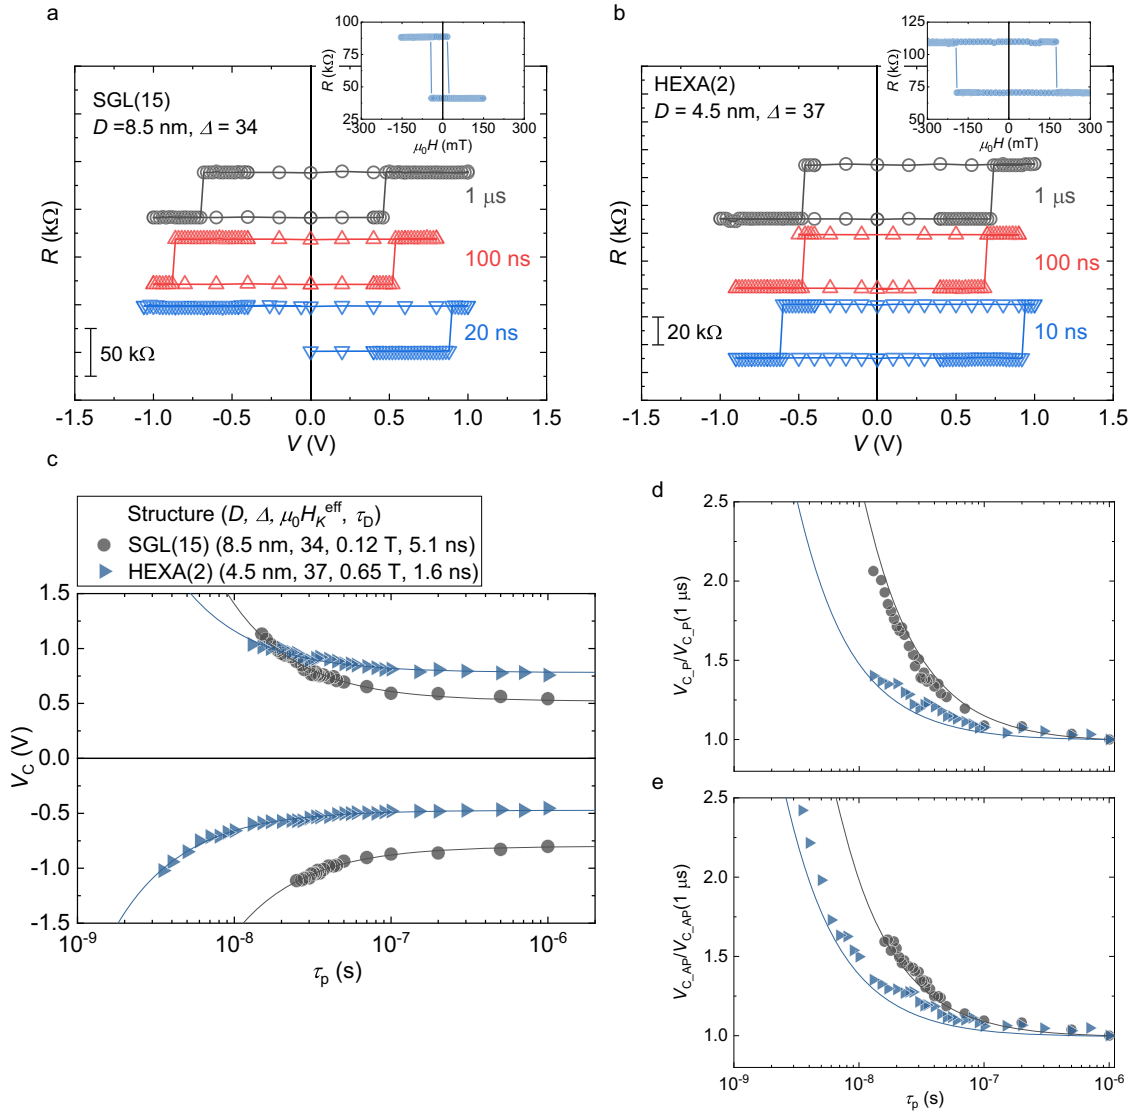 a
SGL(15)
D =8.5 nm, Δ = 34
R (kΩ)
100
75
50
25
-300 -150 0 150 300
μ0H (mT)
1 μs
100 ns
20 ns
50 kΩ
R (kΩ)
-1.5 -1.0 -0.5 0.0 0.5 1.0 1.5
V (V)
b
HEXA(2)
D = 4.5 nm, Δ = 37
R (kΩ)
125
100
75
50
-300 -150 0 150 300
μ0H (mT)
1 μs
100 ns
10 ns
20 kΩ
R (kΩ)
-1.5 -1.0 -0.5 0.0 0.5 1.0 1.5
V (V)
c
Structure (D, Δ, μ0HKeff, τD)
SGL(15) (8.5 nm, 34, 0.12 T, 5.1 ns)
HEXA(2) (4.5 nm, 37, 0.65 T, 1.6 ns)
1.5
1.0
0.5
0.0
-0.5
-1.0
-1.5
VC (V)
10-9 10-8 10-7 10-6
τp (s)
d
2.5
2.0
1.5
1.0
VC_P/VC_P(1 μs)
e
2.5
2.0
1.5
1.0
VC_AP/VC_AP(1 μs)
10-9 10-8 10-7 10-6
τp (s)